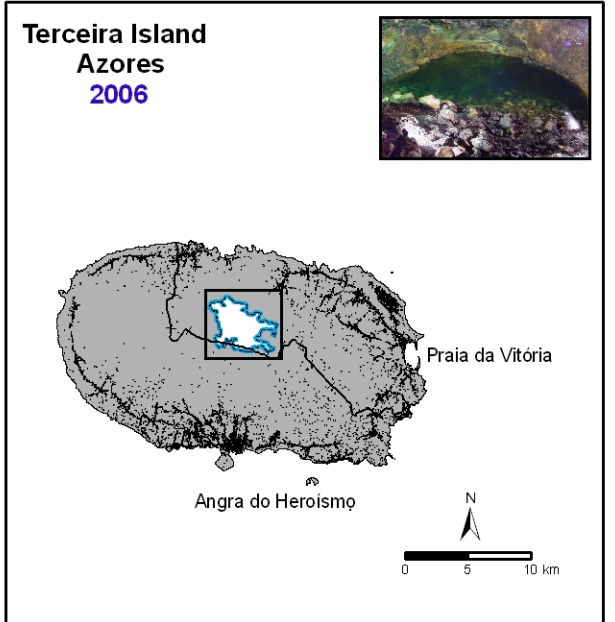 Terceira Island
Azores
2006
Praia da Vitória
Angra do Heroísmo
N
0 5 10 km